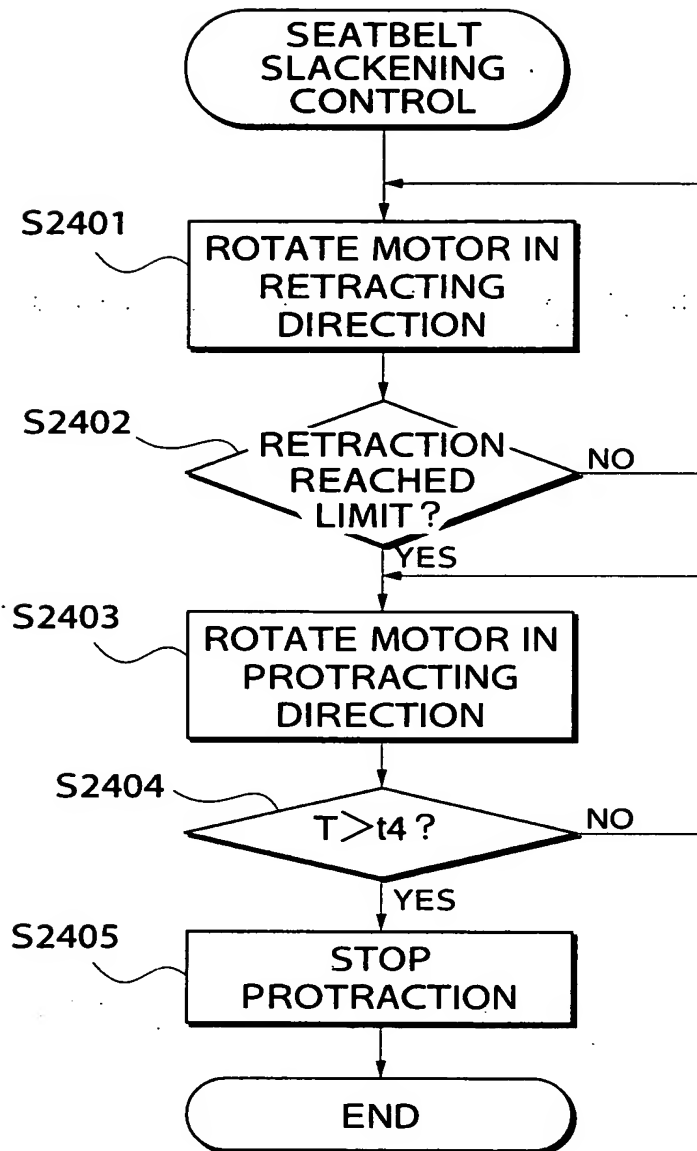 SEATBELT
SLACKENING
CONTROL
S2401
ROTATE MOTOR IN
RETRACTING
DIRECTION
S2402
RETRACTION
REACHED
LIMIT?
NO
YES
S2403
ROTATE MOTOR IN
PROTRACTING
DIRECTION
S2404
T>t4?
NO
YES
S2405
STOP
PROTRACTION
END